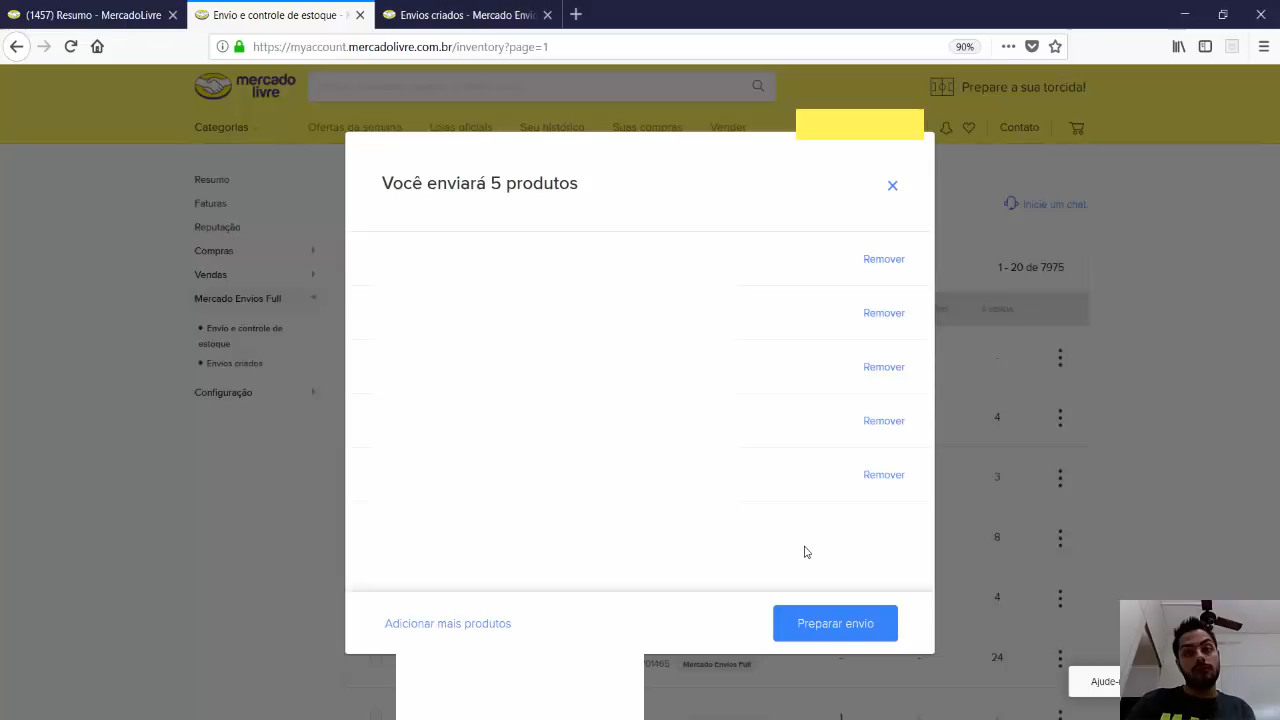 (1457) Resumo - MercadoLivre
Envio e controle de estoque -
Envios criados - Mercado Envi
https://myaccount.mercadolivre.com.br/inventory?page=1
90%
mercado
livre
Prepare a sua torcida!
Categorias
Ofertas da semana
Lojas oficiais
Seu histórico
Suas compras
Vender
Contato
Você enviará 5 produtos
Resumo
Faturas
Reputação
Compras
Vendas
Mercado Envios Full
Envio e controle de
estoque
Envios criados
Configuração
Inicie um chat.
1 - 20 de 7975
Remover
Remover
Remover
Remover
Remover
4
3
8
4
24
Adicionar mais produtos
Preparar envio
01465
Mercado Envios Full
Ajude-